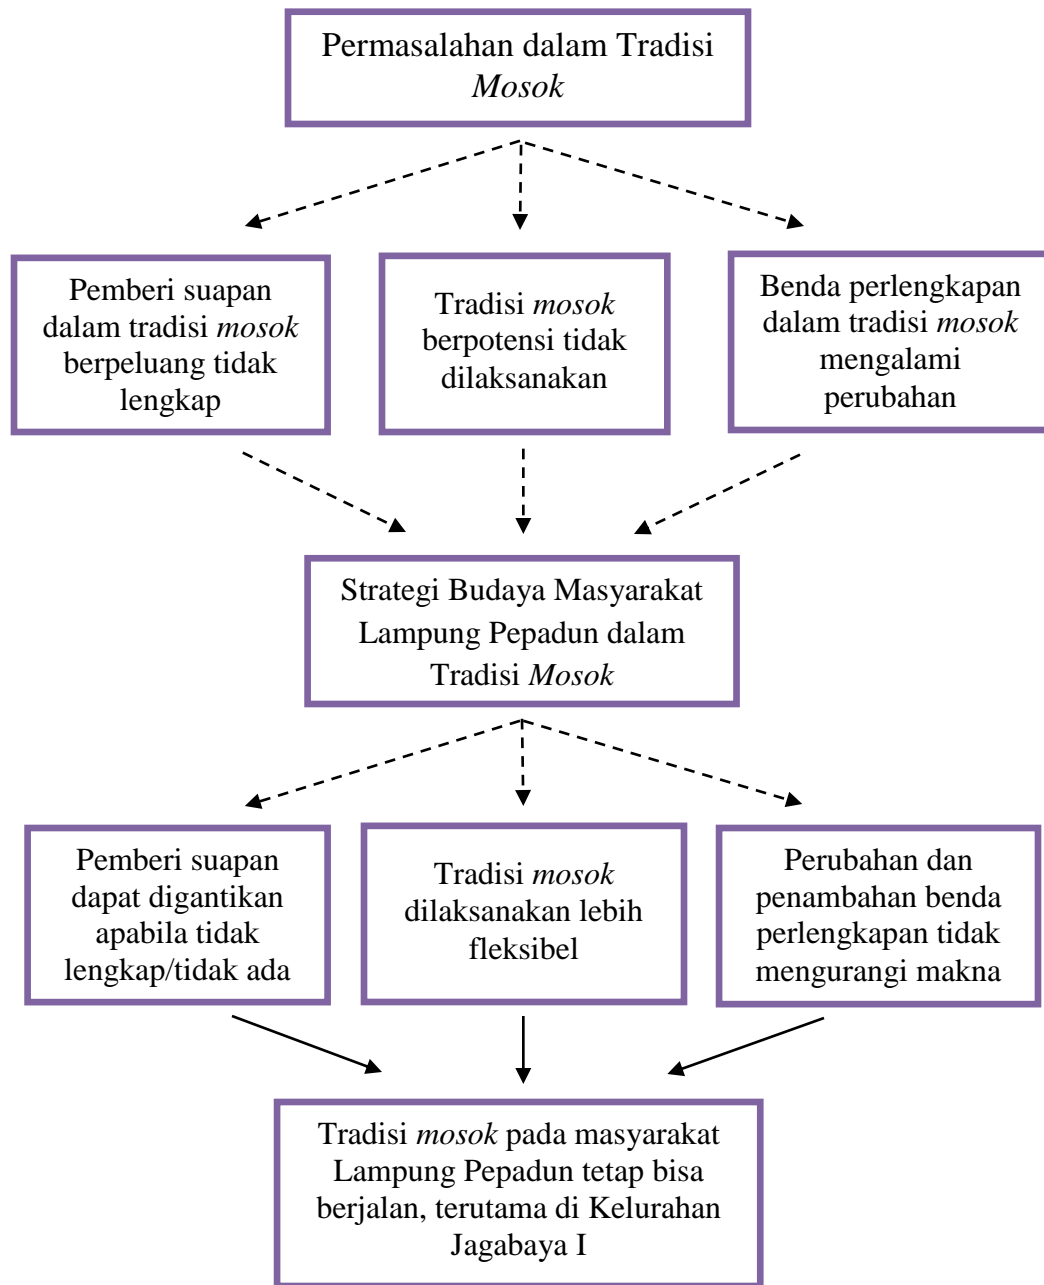 Permasalahan dalam Tradisi
Mosok
Pemberi suapan
dalam tradisi mosok
berpeluang tidak
lengkap
Tradisi mosok
berpotensi tidak
dilaksanakan
Benda perlengkapan
dalam tradisi mosok
mengalami
perubahan
Strategi Budaya Masyarakat
Lampung Pepadun dalam
Tradisi Mosok
Pemberi suapan
dapat digantikan
apabila tidak
lengkap/tidak ada
Tradisi mosok
dilaksanakan lebih
fleksibel
Perubahan dan
penambahan benda
perlengkapan tidak
mengurangi makna
Tradisi mosok pada masyarakat
Lampung Pepadun tetap bisa
berjalan, terutama di Kelurahan
Jagabaya I